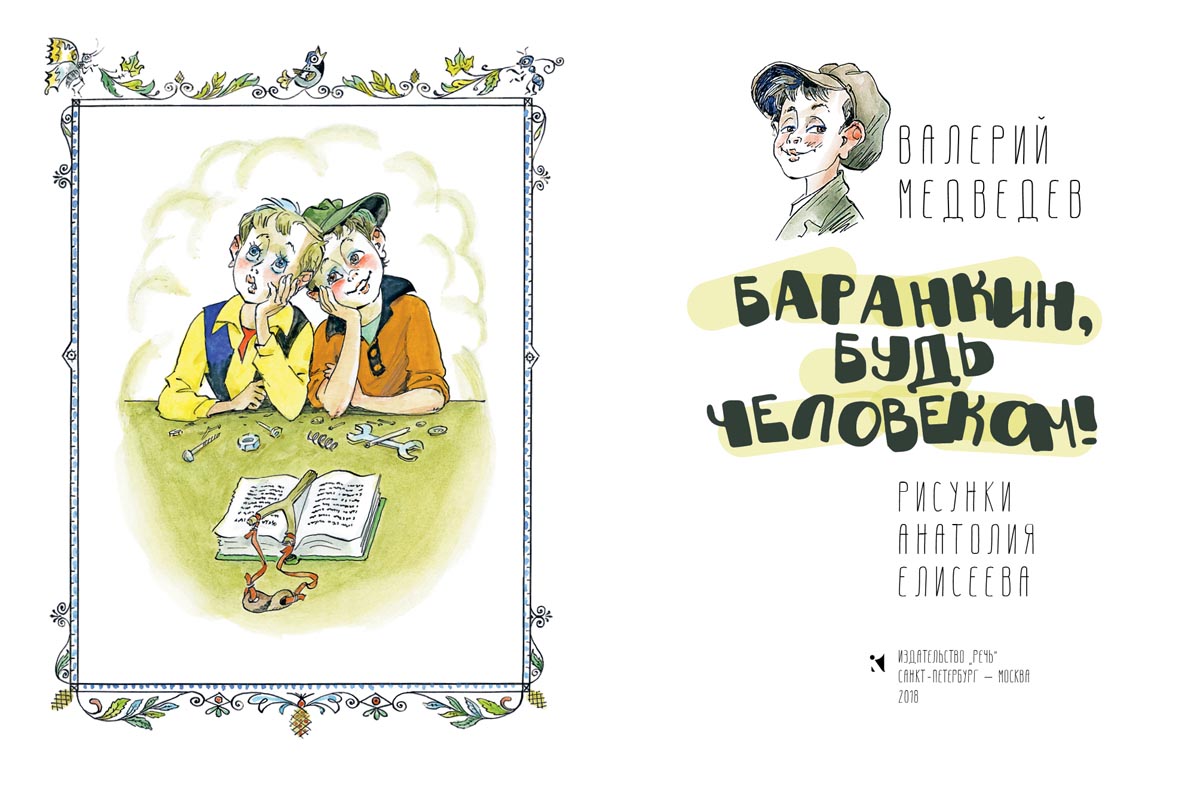 ВАЛЕРИЙ
МЕДВЕДЕВ
БАРАНКИН,
БУДЬ
ЧЕЛОВЕКОМ!
РИСУНКИ
АНАТОЛИЯ
ЕЛИСЕЕВА
ИЗДАТЕЛЬСТВО „РЕЧЬ“
САНКТ-ПЕТЕРБУРГ — МОСКВА
2018